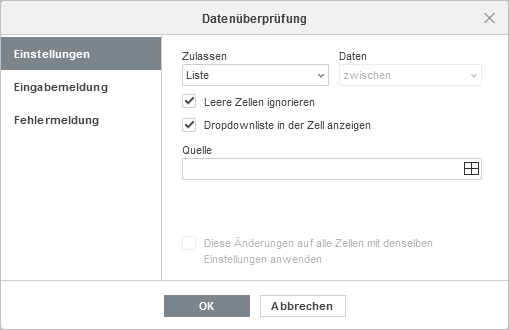 Datenüberprüfung
Einstellungen
Eingabemeldung
Fehlermeldung
Zulassen Daten
Liste zwischen
Leere Zellen ignorieren
Dropdownliste in der Zell anzeigen
Quelle
Diese Änderungen auf alle Zellen mit denselben
Einstellungen anwenden
OK Abbrechen